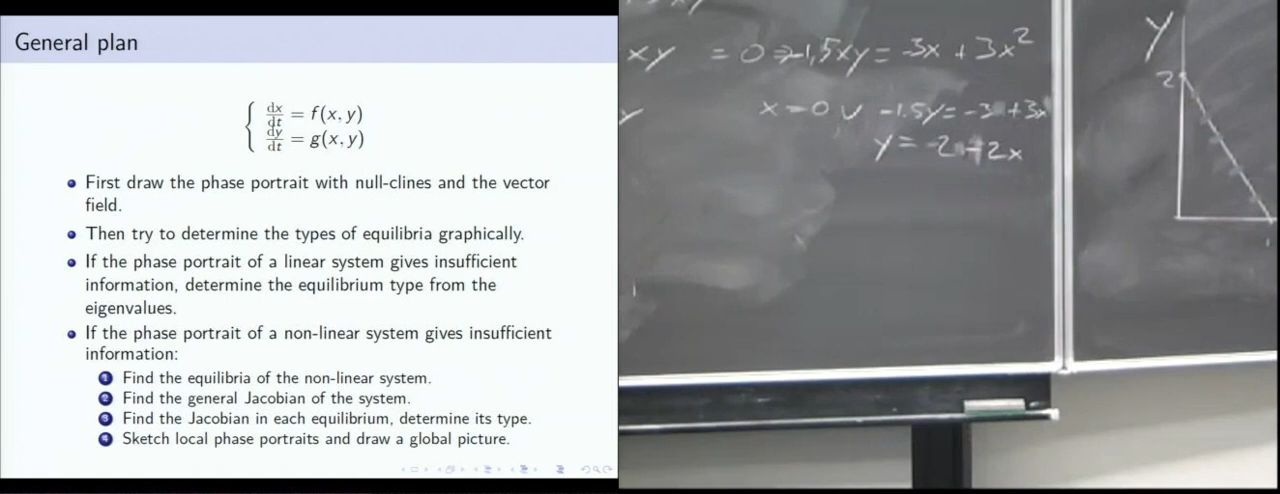 General plan
{ dx/dt = f(x, y)
dy/dt = g(x, y)
First draw the phase portrait with null-clines and the vector
field.
Then try to determine the types of equilibria graphically.
If the phase portrait of a linear system gives insufficient
information, determine the equilibrium type from the
eigenvalues.
If the phase portrait of a non-linear system gives insufficient
information:
1 Find the equilibria of the non-linear system.
2 Find the general Jacobian of the system.
3 Find the Jacobian in each equilibrium, determine its type.
4 Sketch local phase portraits and draw a global picture.
xy = 0 → -1,5xy = -3x + 3x²
y x = 0 ∨ -1.5y = -3 + 3x
y = 2 - 2x
y
2
1